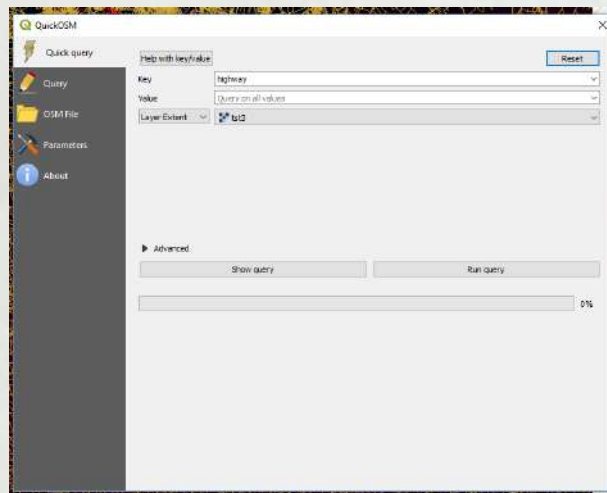 QuickOSM
Quick query
Query
OSM File
Parameters
About
Help with key/value
Reset
Key
highway
Value
Query on all values
Layer Extent
tst3
Advanced
Show query
Run query
0%